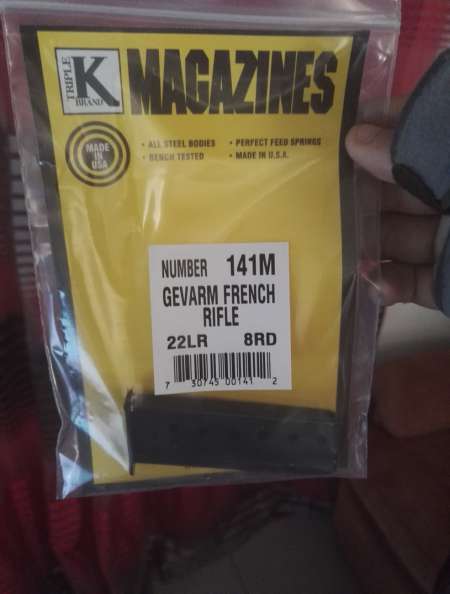 TRIPLE
K
BRAND
MAGAZINES
MADE
IN
USA
• ALL STEEL BODIES
• PERFECT FEED SPRINGS
• BENCH TESTED
• MADE IN U.S.A.
NUMBER 141M
GEVARM FRENCH
RIFLE
22LR 8RD
7 30745 00141 2